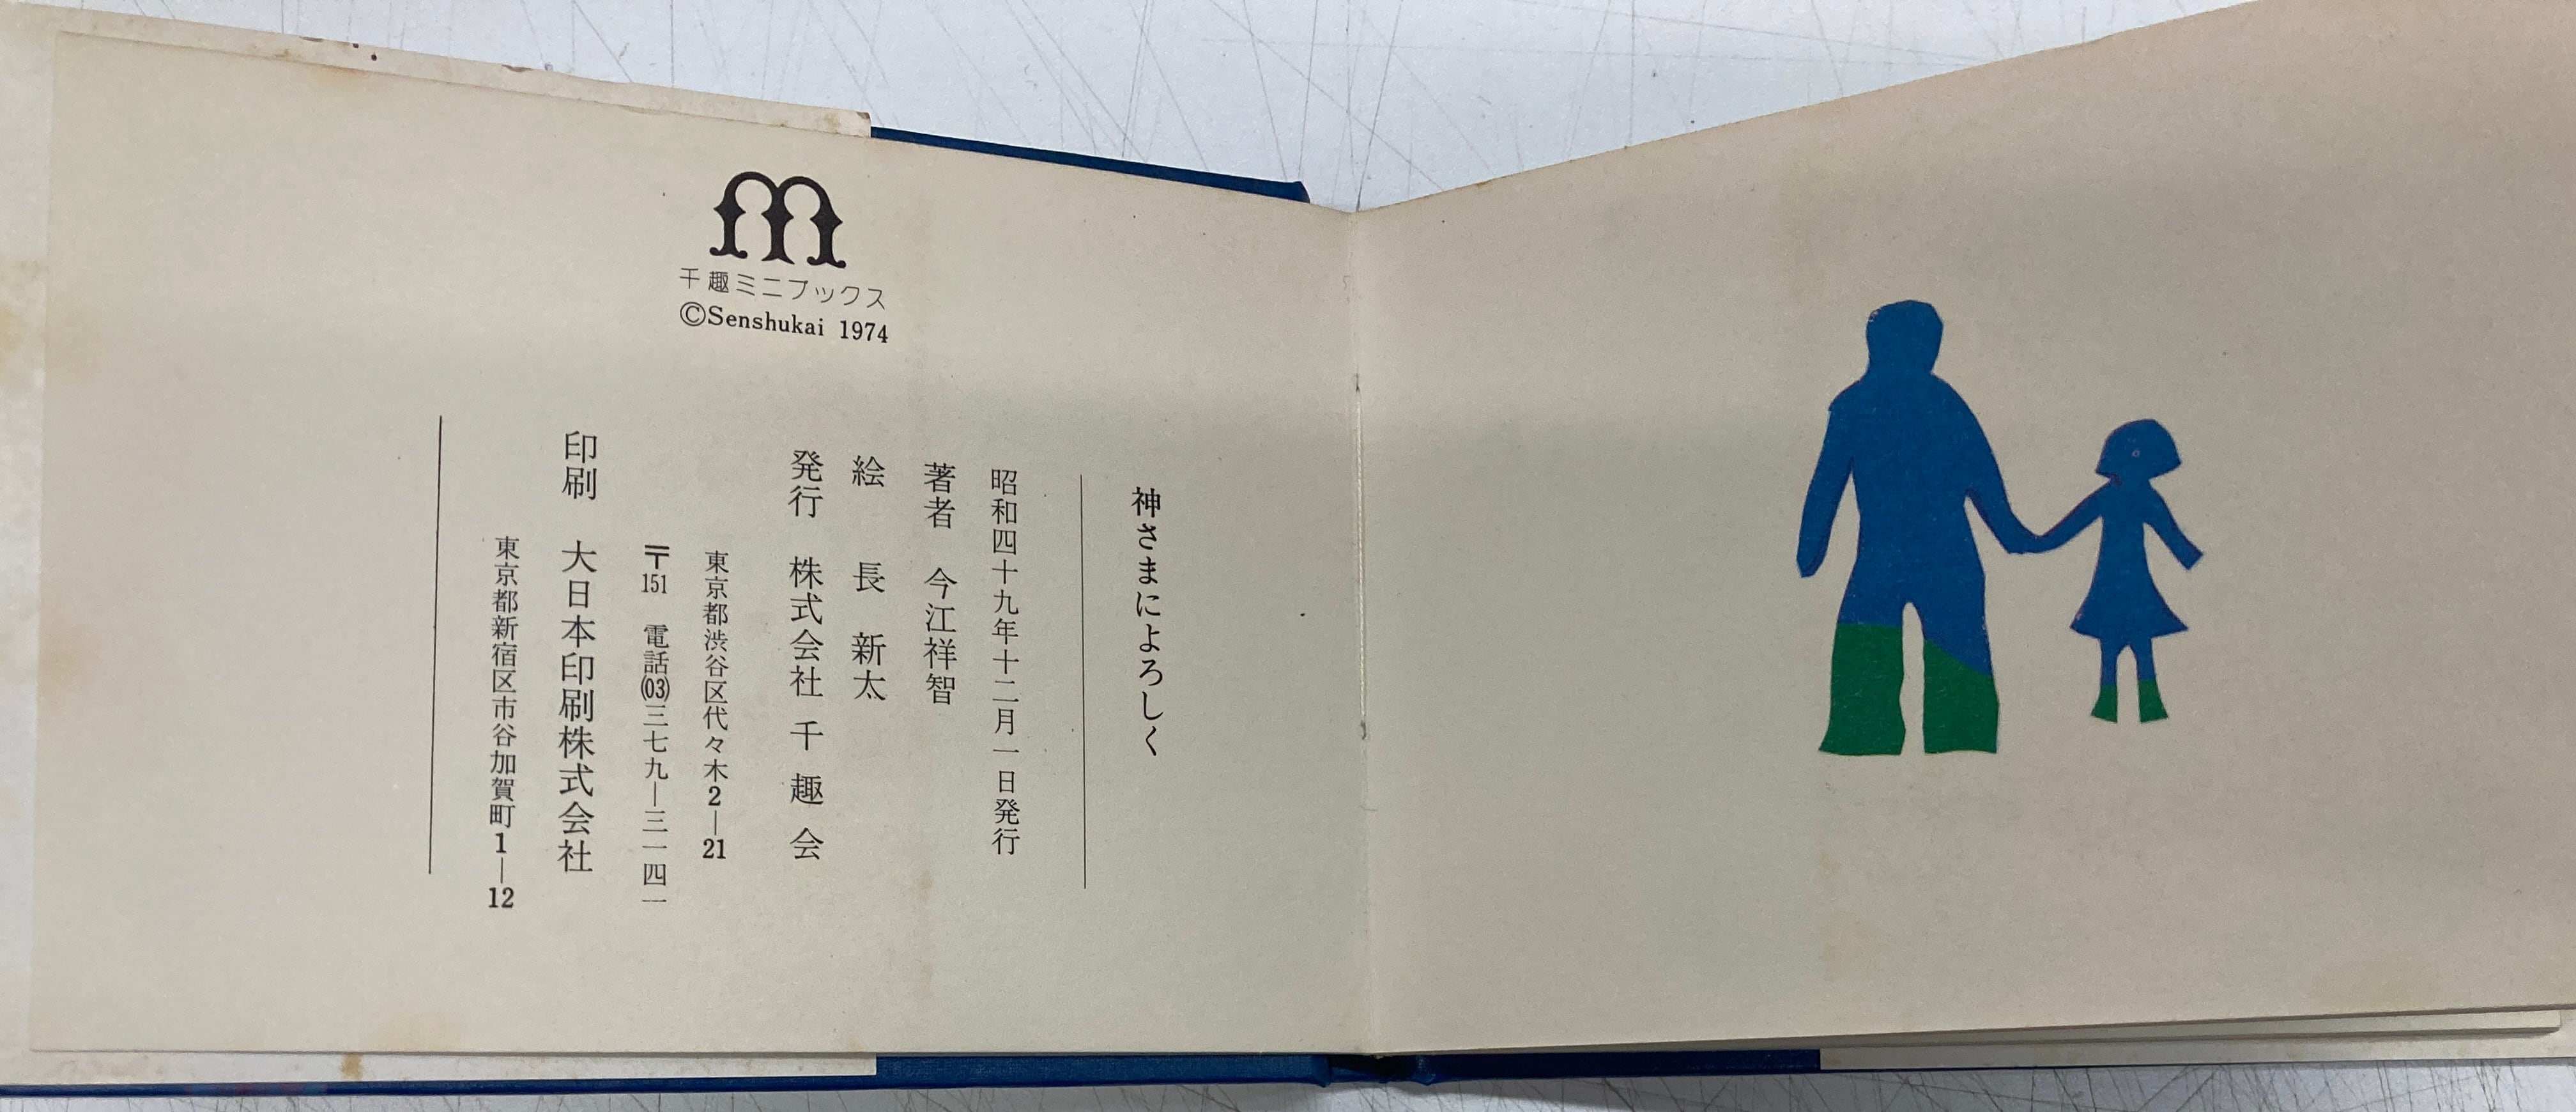 m
千趣ミニブックス
©Senshukai 1974
神さまによろしく
昭和四十九年十二月一日発行
著者 今江祥智
絵 長 新太
発行 株式会社 千趣会
東京都渋谷区代々木2—21
〒151 電話(03)三七九—三一四一
印刷 大日本印刷株式会社
東京都新宿区市谷加賀町1—12